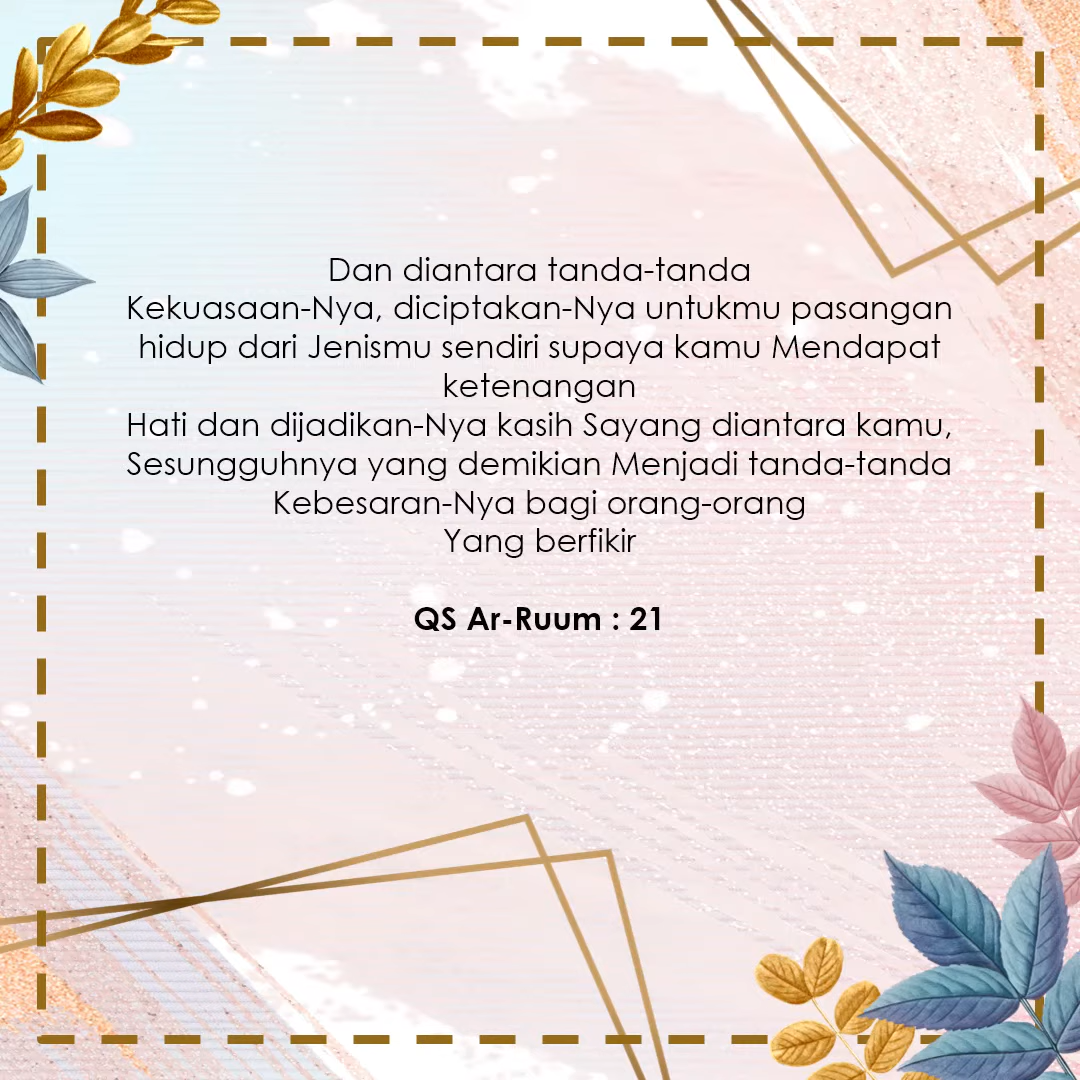 Dan diantara tanda-tanda
Kekuasaan-Nya, diciptakan-Nya untukmu pasangan
hidup dari Jenismu sendiri supaya kamu Mendapat
ketenangan
Hati dan dijadikan-Nya kasih Sayang diantara kamu,
Sesungguhnya yang demikian Menjadi tanda-tanda
Kebesaran-Nya bagi orang-orang
Yang berfikir
QS Ar-Ruum : 21